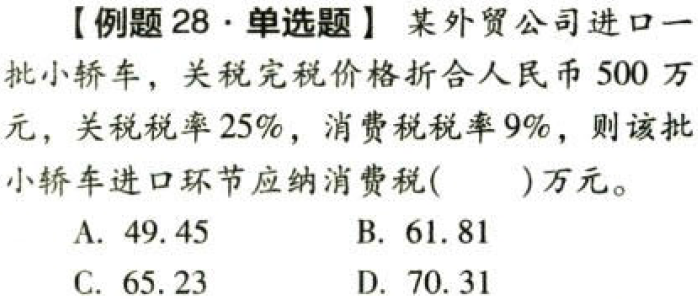 【例题 28·单选题】 某外贸公司进口一
批小轿车，关税完税价格折合人民币 500 万
元，关税税率 25%，消费税税率 9%，则该批
小轿车进口环节应纳消费税(　　)万元。
A. 49.45　　B. 61.81
C. 65.23　　D. 70.31